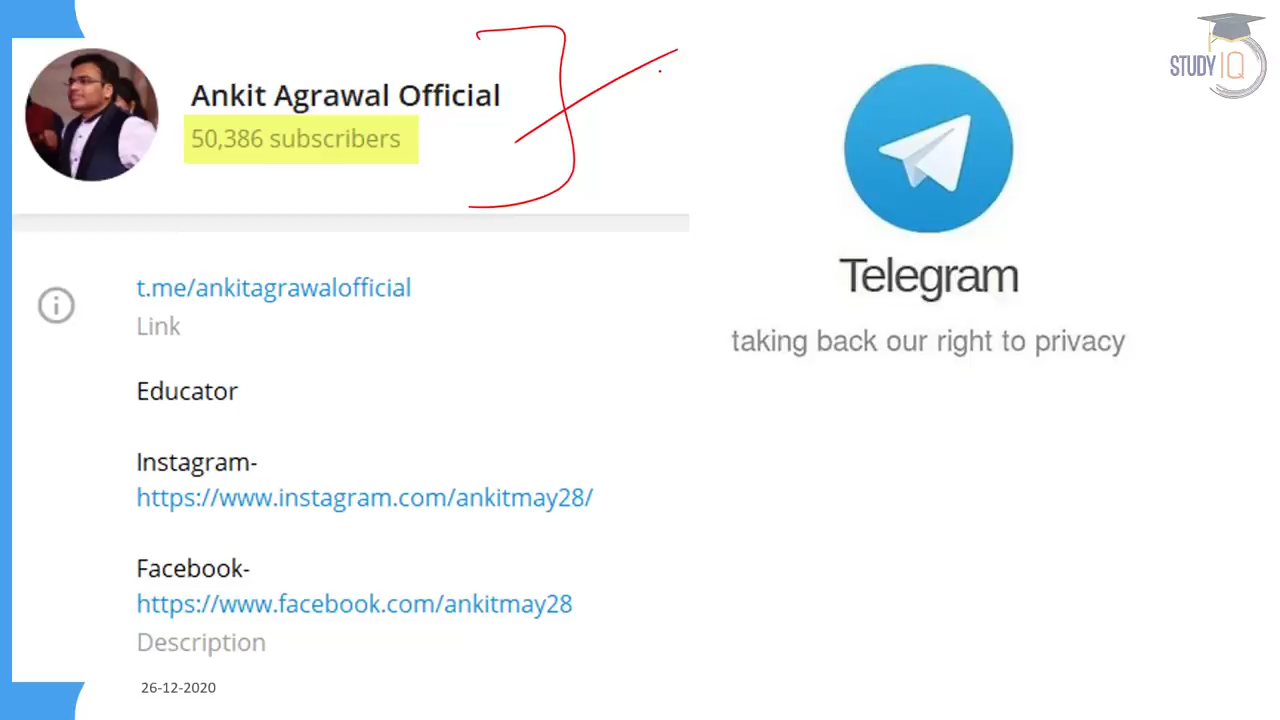 Ankit Agrawal Official
50,386 subscribers
t.me/ankitagrawalofficial
Link
Educator
Instagram-
https://www.instagram.com/ankitmay28/
Facebook-
https://www.facebook.com/ankitmay28
Description
26-12-2020
STUDY IQ
Telegram
taking back our right to privacy